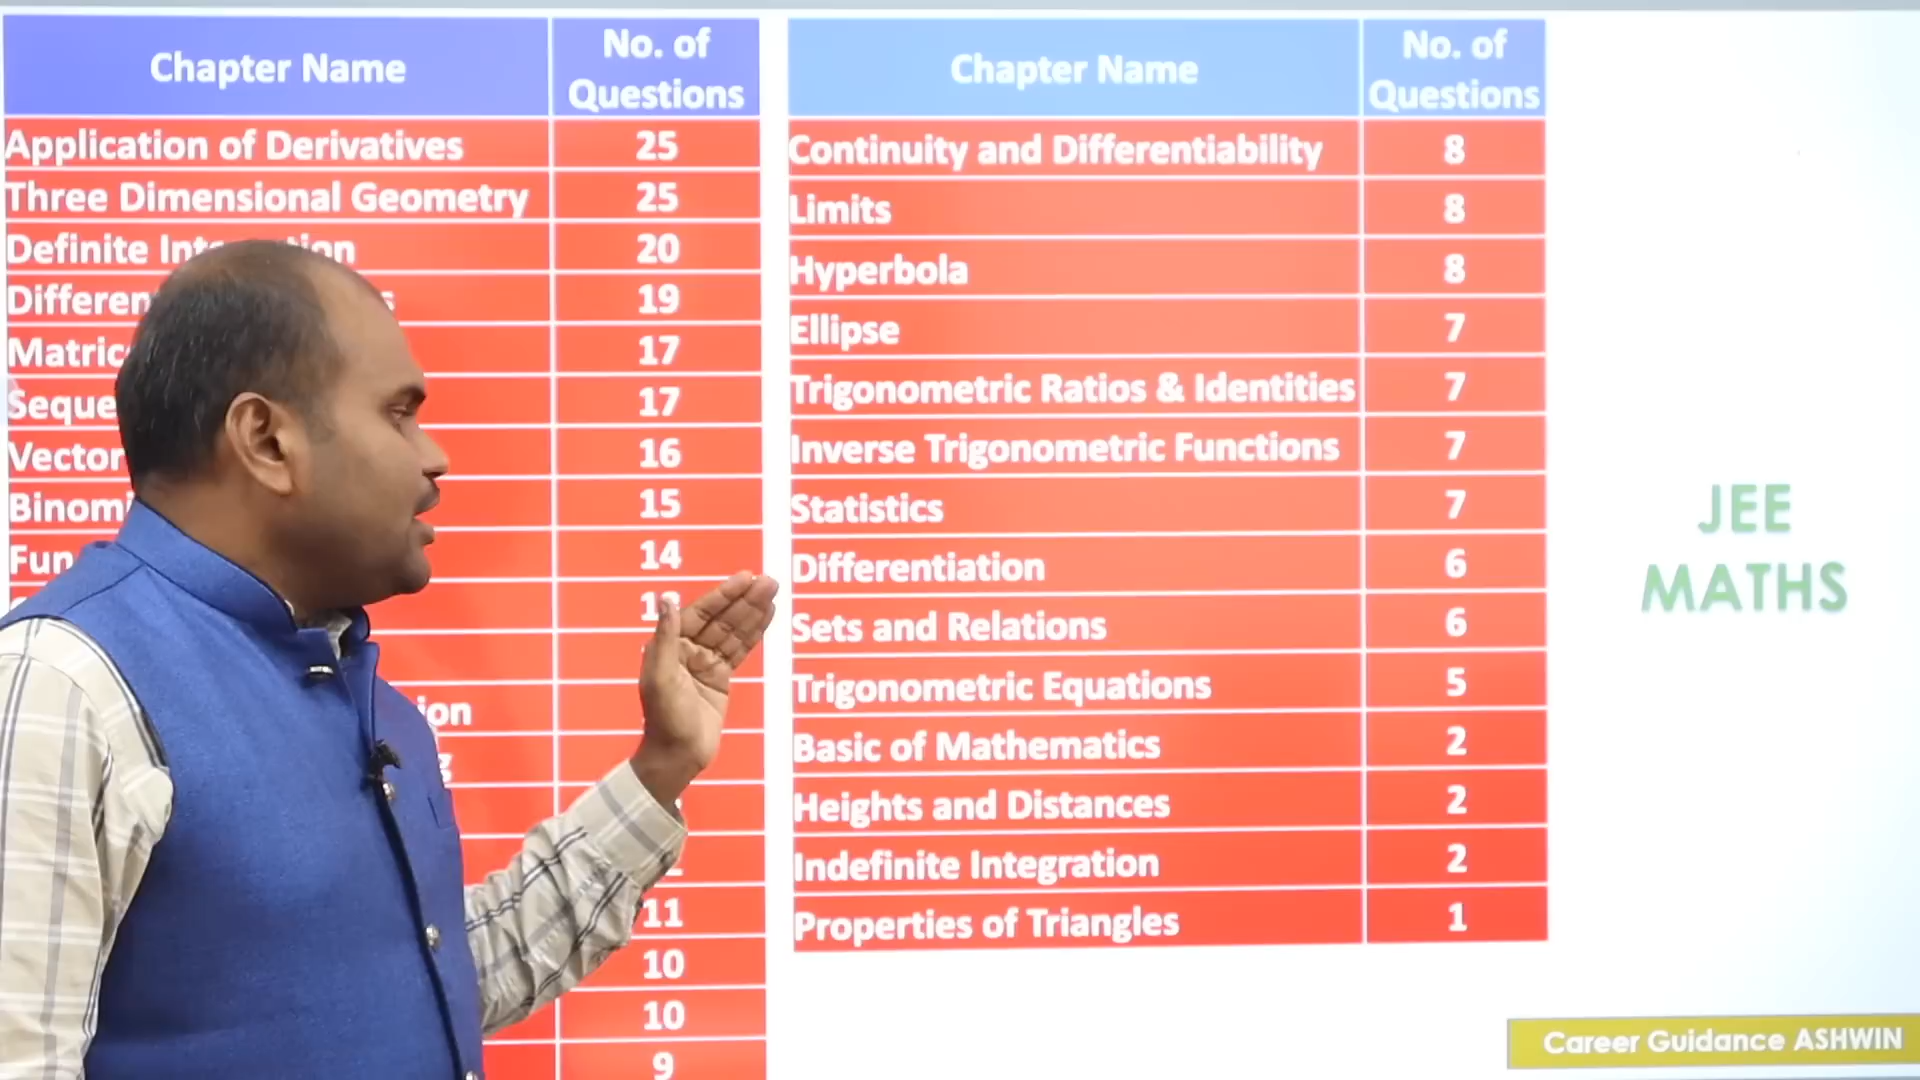 Chapter Name
No. of
Questions
Application of Derivatives 25
Three Dimensional Geometry 25
Definite 20
19
17
17
16
15
14
11
10
10
9
Chapter Name
No. of
Questions
Continuity and Differentiability 8
Limits 8
Hyperbola 8
Ellipse 7
Trigonometric Ratios & Identities 7
Inverse Trigonometric Functions 7
Statistics 7
Differentiation 6
Sets and Relations 6
Trigonometric Equations 5
Basic of Mathematics 2
Heights and Distances 2
Indefinite Integration 2
Properties of Triangles 1
JEE
MATHS
Career Guidance ASHWIN